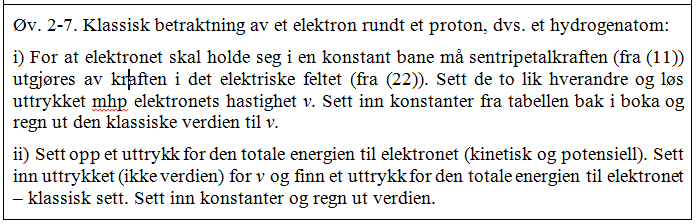 Øv. 2-7. Klassisk betraktning av et elektron rundt et proton, dvs. et hydrogenatom:
i) For at elektronet skal holde seg i en konstant bane må sentripetalkraften (fra (11))
utgjøres av kraften i det elektriske feltet (fra (22)). Sett de to lik hverandre og løs
uttrykket mhp elektronets hastighet v. Sett inn konstanter fra tabellen bak i boka og
regn ut den klassiske verdien til v.
ii) Sett opp et uttrykk for den totale energien til elektronet (kinetisk og potensiell). Sett
inn uttrykket (ikke verdien) for v og finn et uttrykk for den totale energien til elektronet
– klassisk sett. Sett inn konstanter og regn ut verdien.